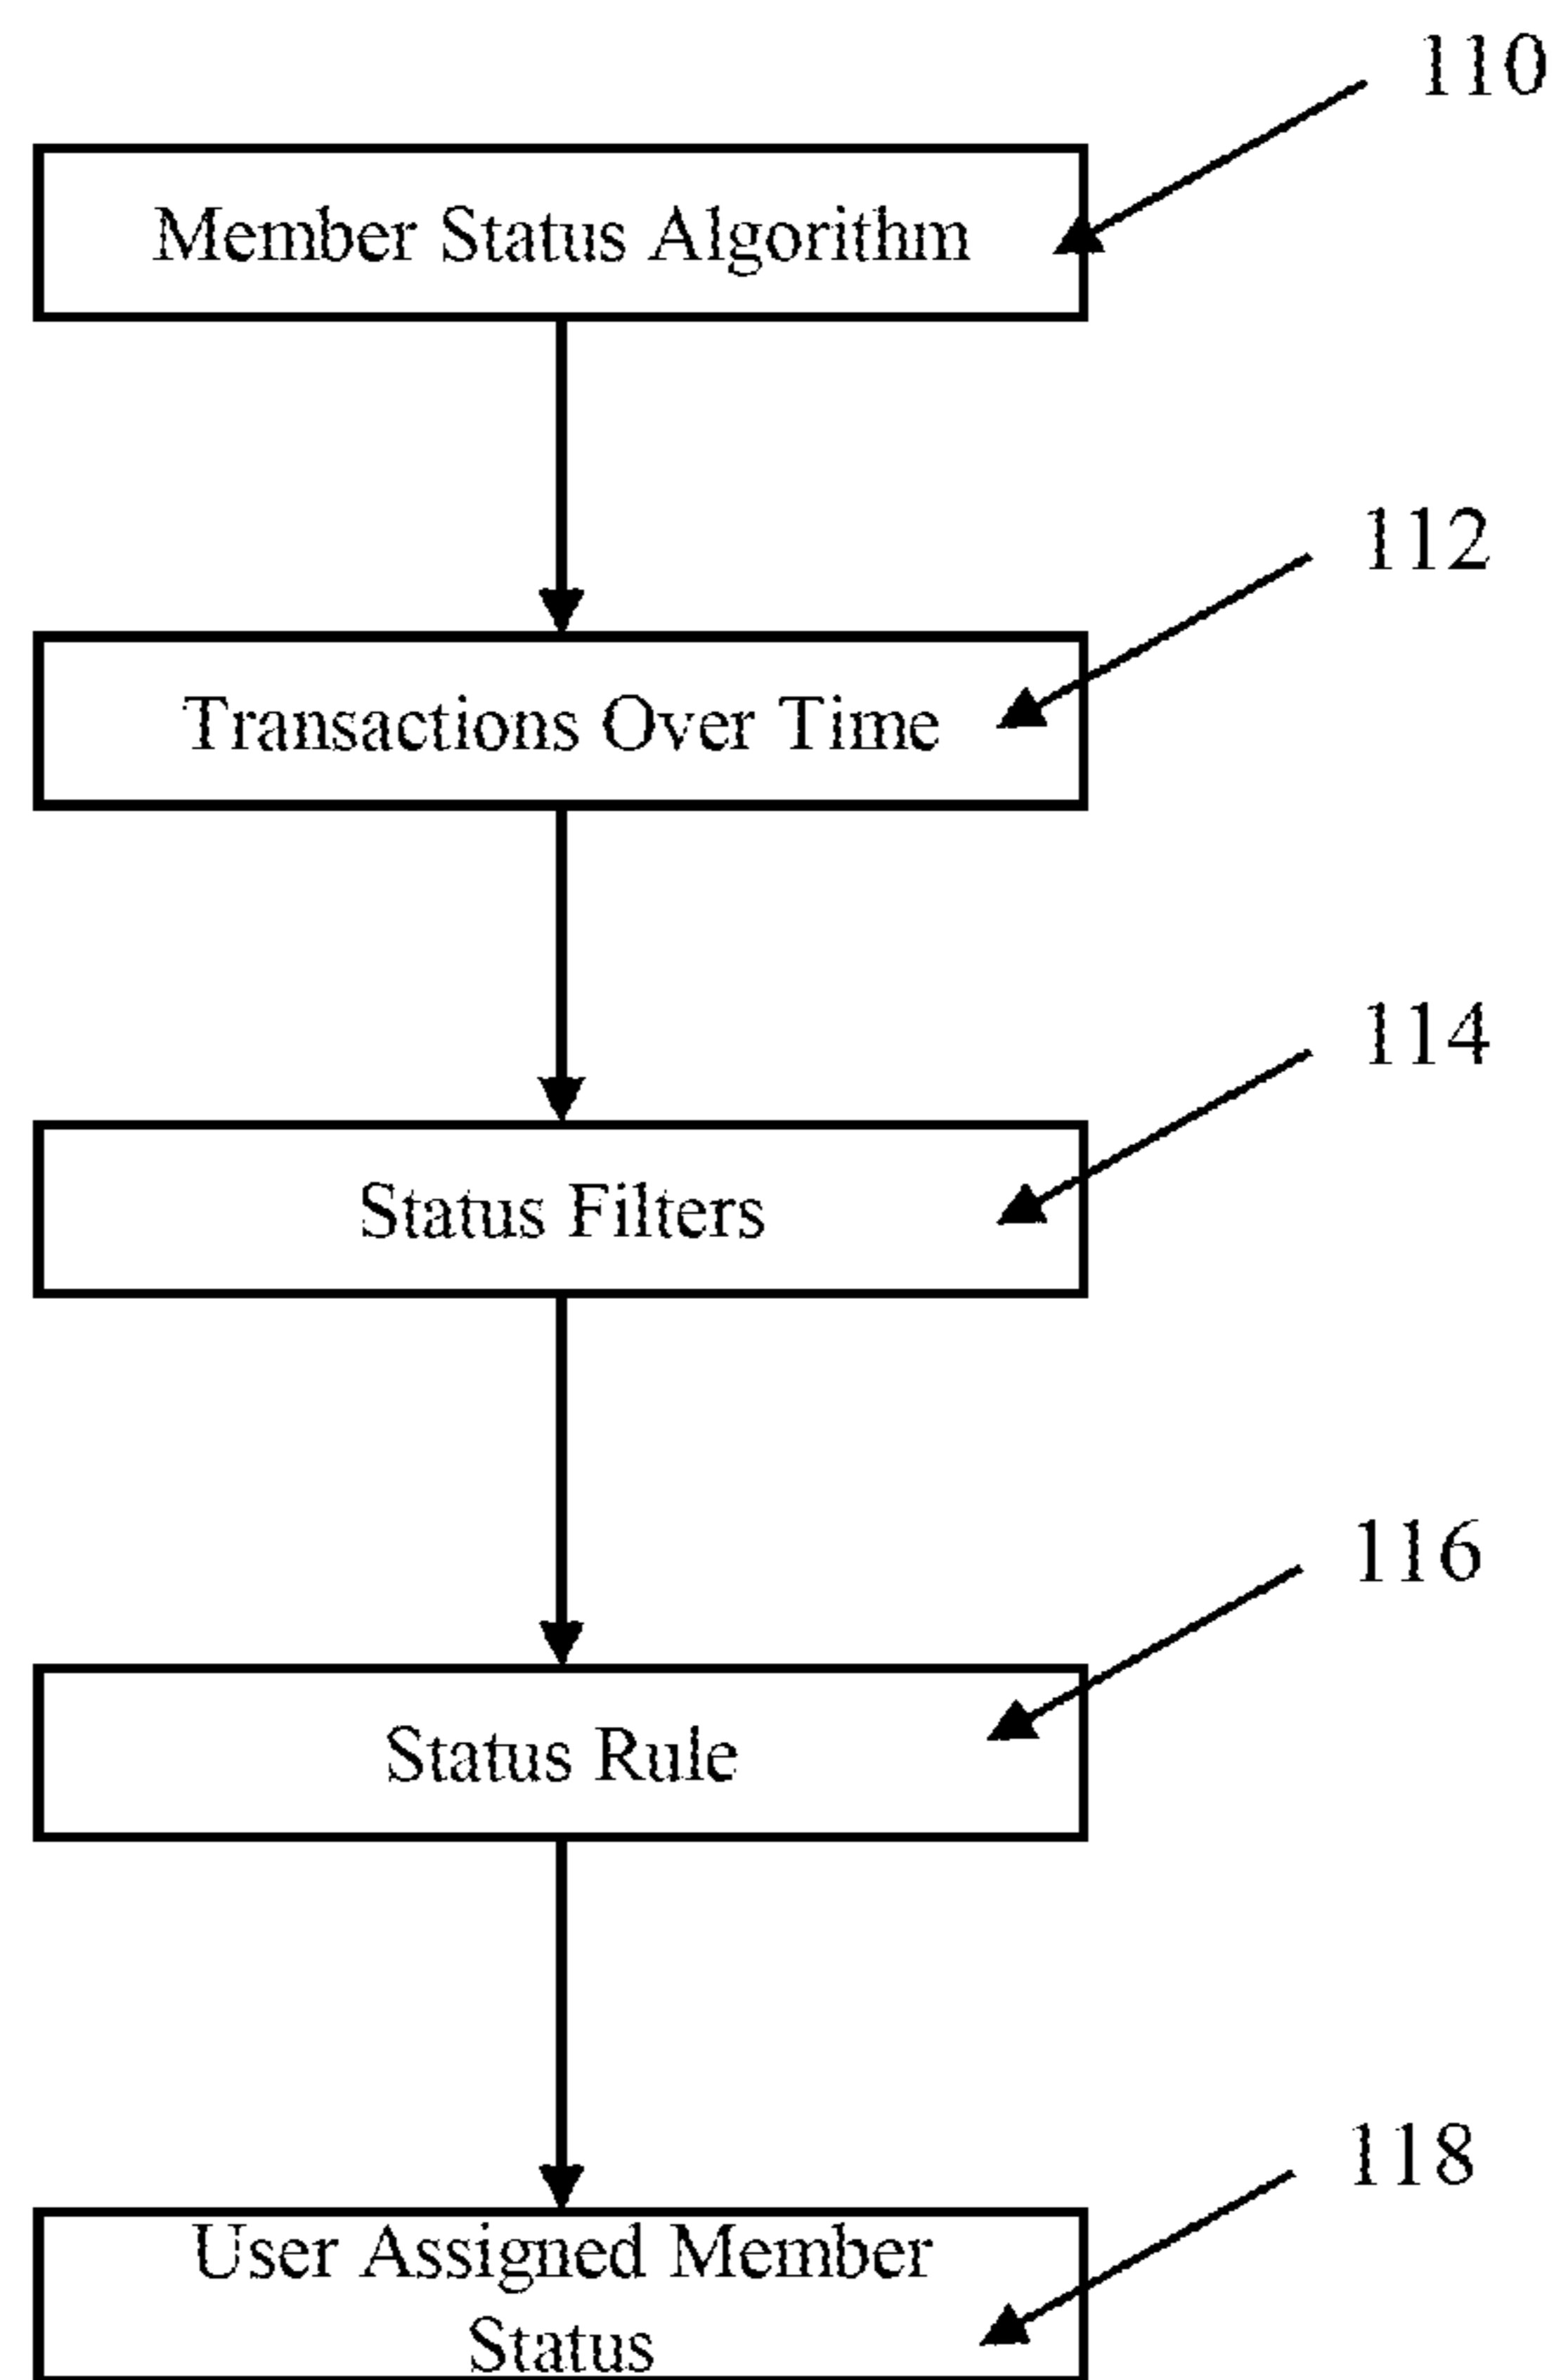 110
Member Status Algorithm
112
Transactions Over Time
114
Status Filters
116
Status Rule
118
User Assigned Member
Status